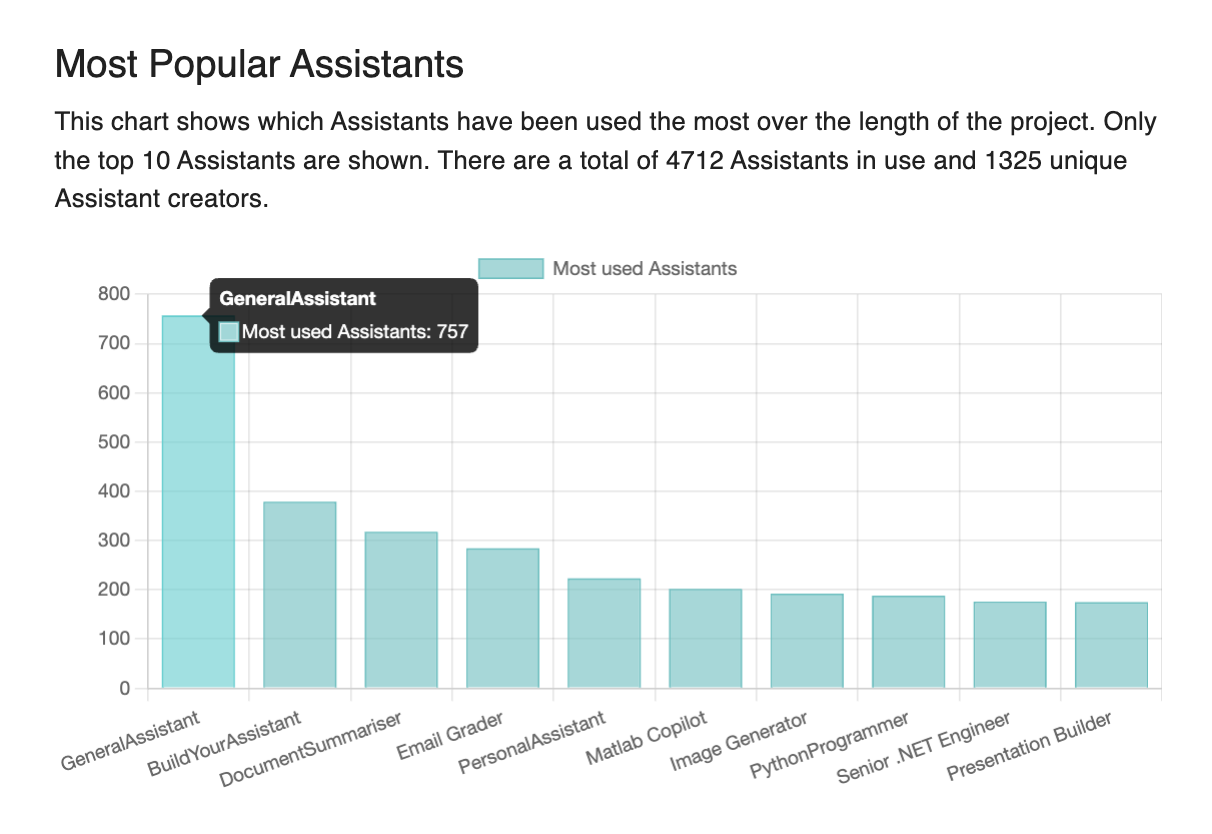 Most Popular Assistants
This chart shows which Assistants have been used the most over the length of the project. Only
the top 10 Assistants are shown. There are a total of 4712 Assistants in use and 1325 unique
Assistant creators.
Most used Assistants
GeneralAssistant
Most used Assistants: 757
800
700
600
500
400
300
200
100
0
GeneralAssistant
BuildYourAssistant
DocumentSummariser
Email Grader
PersonalAssistant
Matlab Copilot
Image Generator
PythonProgrammer
Senior .NET Engineer
Presentation Builder